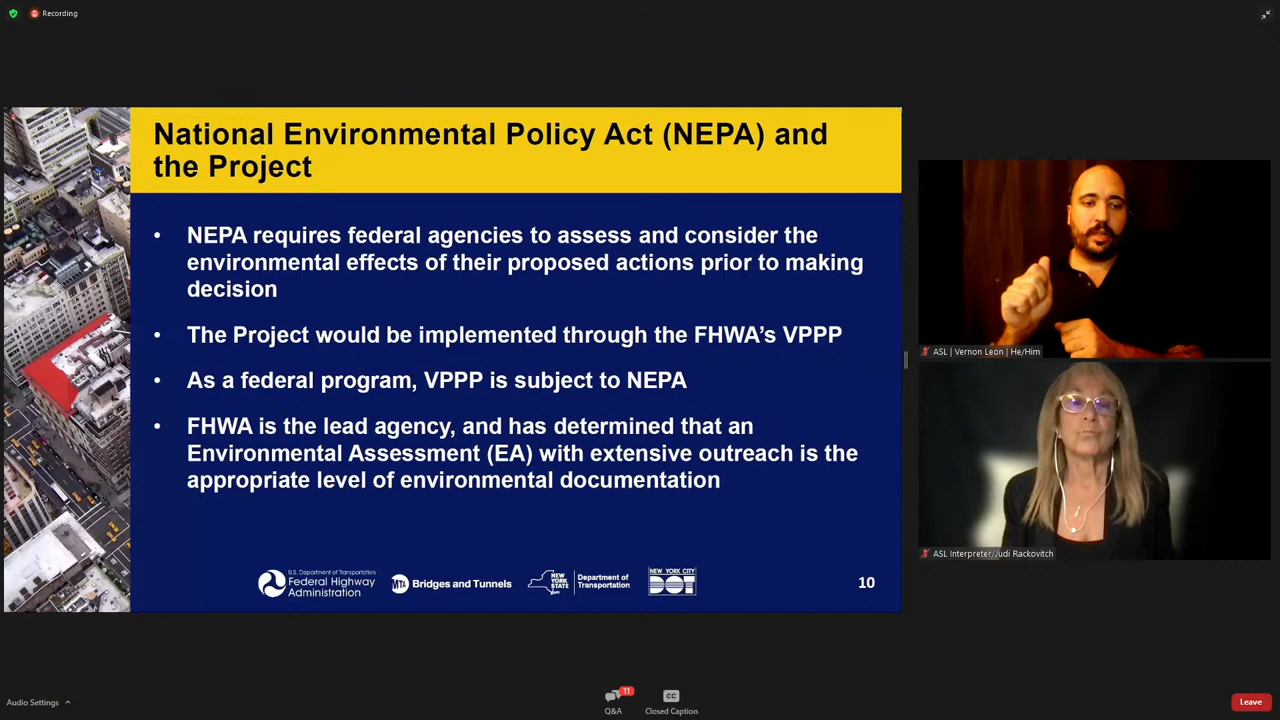 Recording
National Environmental Policy Act (NEPA) and
the Project
• NEPA requires federal agencies to assess and consider the
environmental effects of their proposed actions prior to making
decision
• The Project would be implemented through the FHWA's VPPP
• As a federal program, VPPP is subject to NEPA
• FHWA is the lead agency, and has determined that an
Environmental Assessment (EA) with extensive outreach is the
appropriate level of environmental documentation
U.S. Department of Transportation
Federal Highway
Administration
MTA Bridges and Tunnels
NEW
YORK
STATE
Department of
Transportation
NEW YORK CITY
DOT
10
ASL | Vernon Leon | He/Him
ASL Interpreter/Judi Rackovitch
Audio Settings
11
Q&A
CC
Closed Caption
Leave